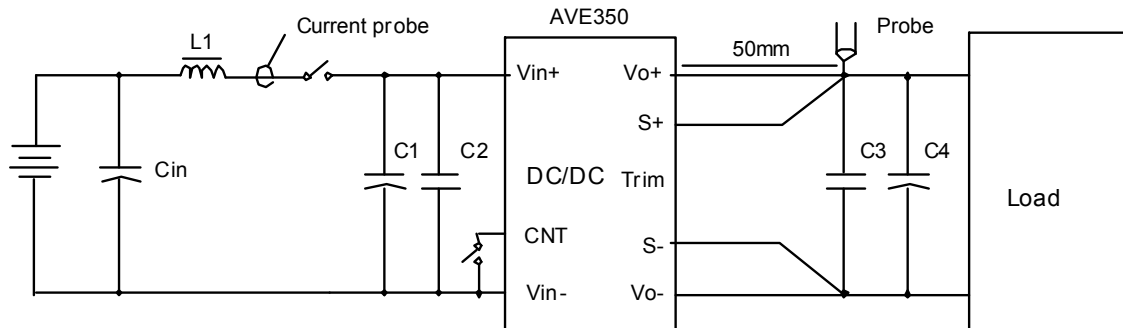 AVE350
Current probe
Probe
L1
50mm
Vin+
Vo+
S+
C1
C2
C3
C4
Cin
DC/DC
Trim
Load
CNT
S-
Vin-
Vo-